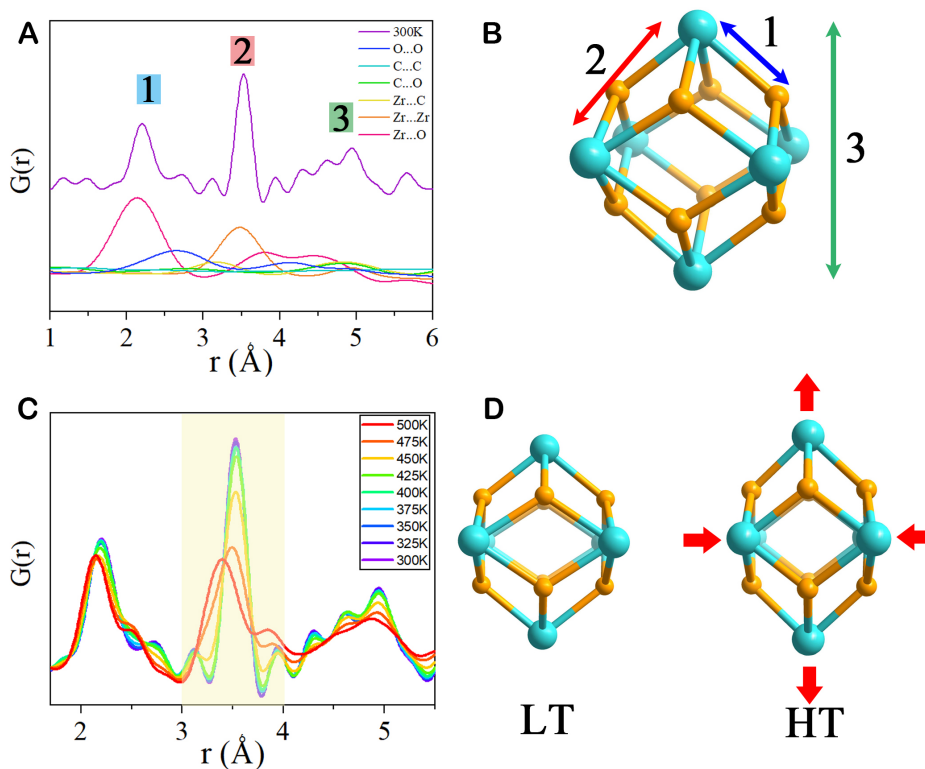 A
1
2
3
300K
O...O
C...C
C...O
Zr...C
Zr...Zr
Zr...O
G(r)
1 2 3 4 5 6
r (Å)
B
1
2
3
C
500K
475K
450K
425K
400K
375K
350K
325K
300K
G(r)
2 3 4 5
r (Å)
D
LT HT